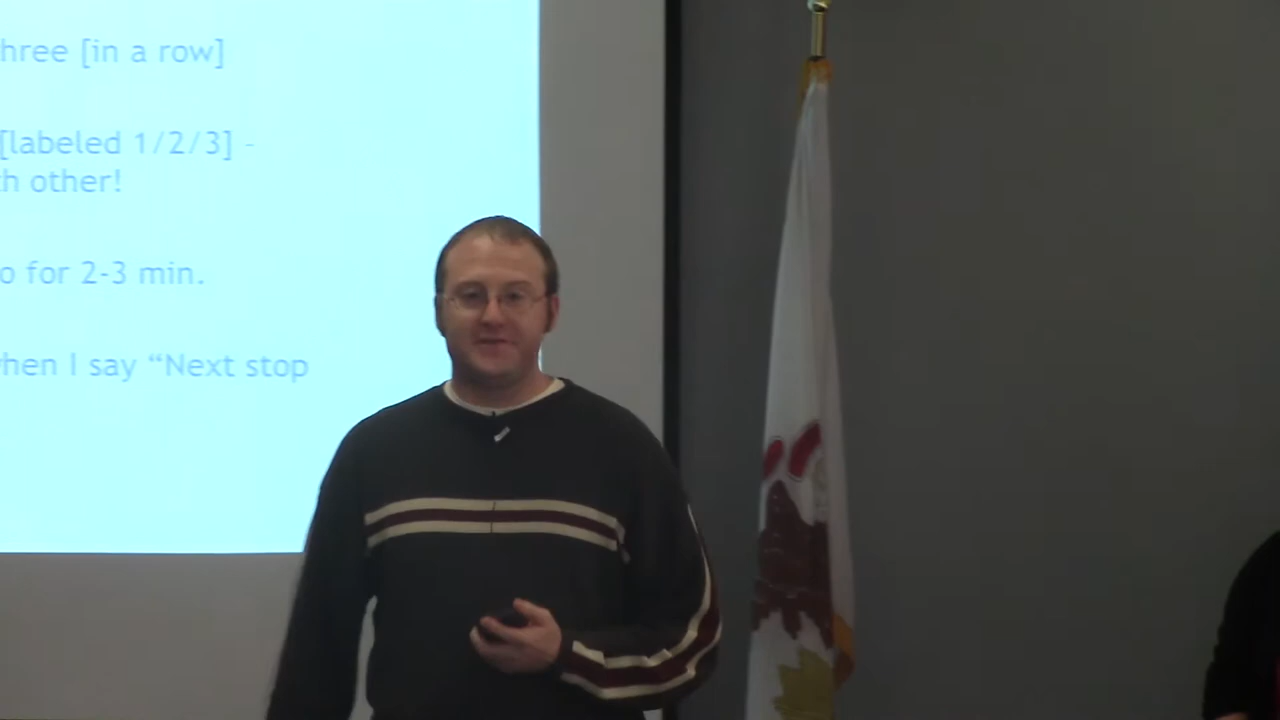 hree [in a row]
[labeled 1/2/3] –
h other!
o for 2-3 min.
hen I say “Next stop